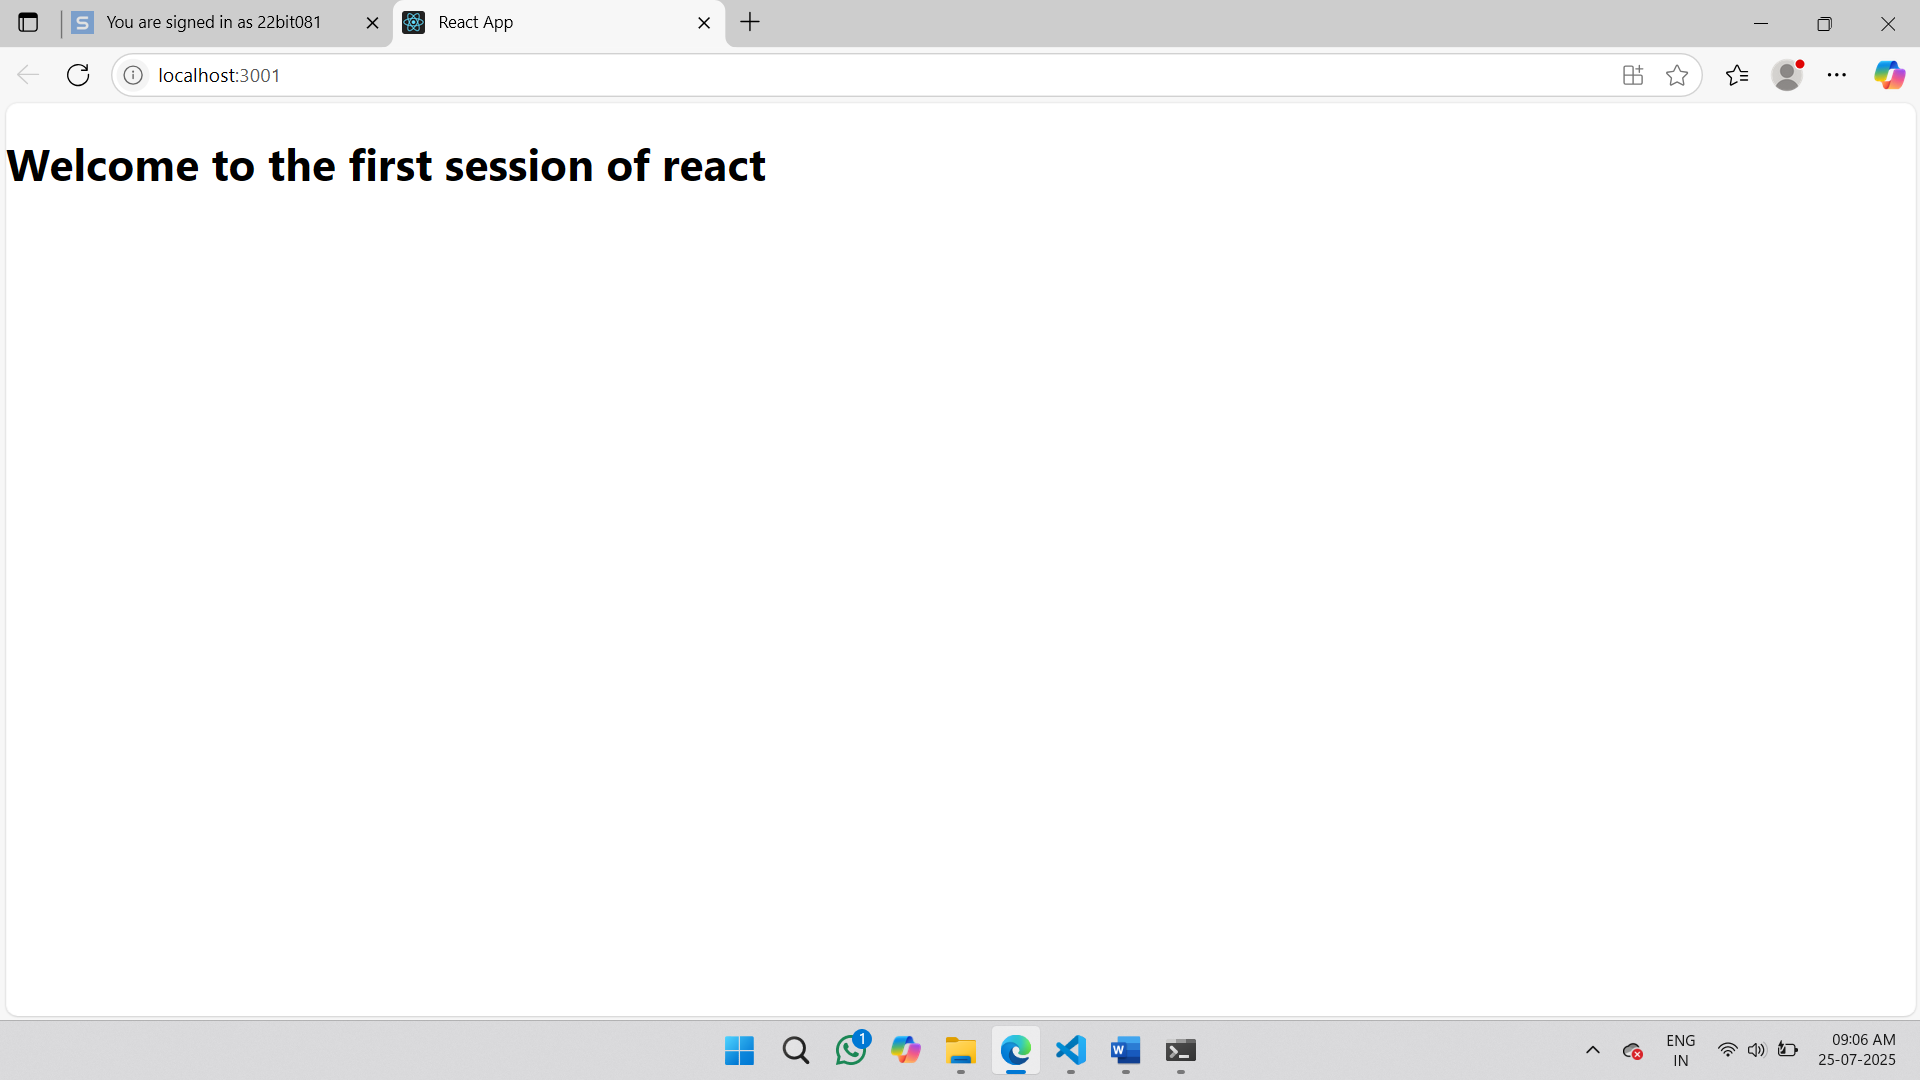 You are signed in as 22bit081
React App
localhost:3001
Welcome to the first session of react
1
ENG
IN
09:06 AM
25-07-2025